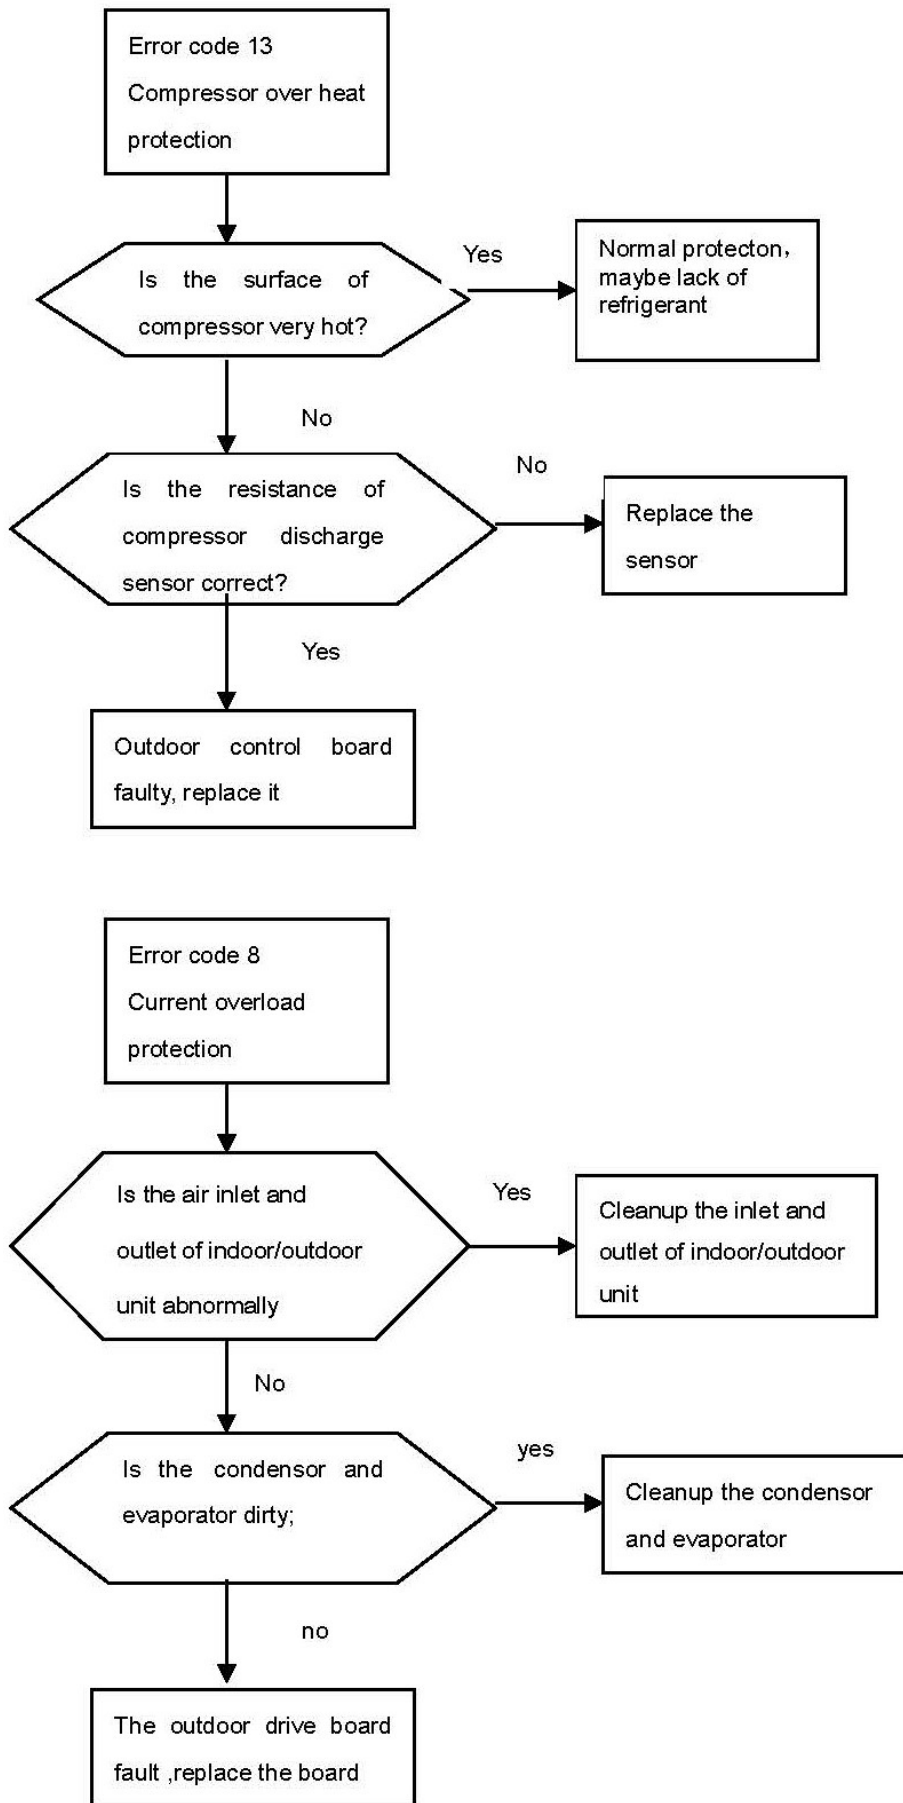 Error code 13
Compressor over heat
protection
Yes
Normal protecton,
maybe lack of
refrigerant
Is the surface of
compressor very hot?
No
No
Is the resistance of
compressor discharge
sensor correct?
Replace the
sensor
Yes
Outdoor control board
faulty, replace it
Error code 8
Current overload
protection
Is the air inlet and
outlet of indoor/outdoor
unit abnormally
Yes
Cleanup the inlet and
outlet of indoor/outdoor
unit
No
Is the condensor and
evaporator dirty;
yes
Cleanup the condensor
and evaporator
no
The outdoor drive board
fault ,replace the board